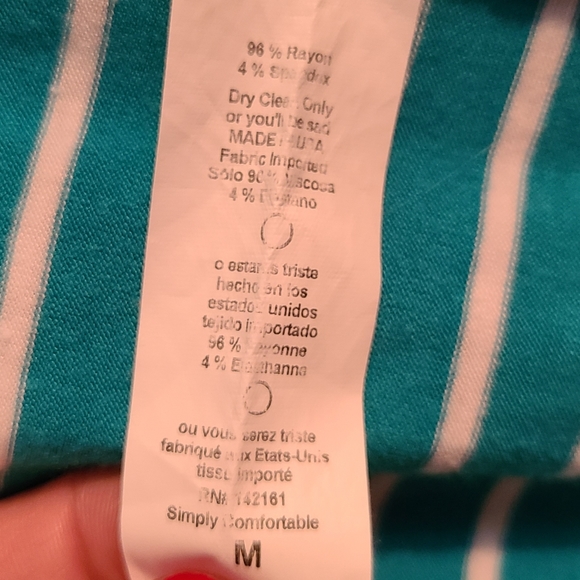 96 % Rayon
4 % Spandex
Dry Clean Only
or you'll be sad
MADE USA
Fabric Imported
Sólo 96 % Viscosa
4 %
o estarás triste
hecho en los
estados unidos
tejido importado
96 % Rayonne
4 % Elasthanne
ou vous serez triste
fabriqué aux Etats-Unis
tissu importé
RN# 142161
Simply Comfortable
M